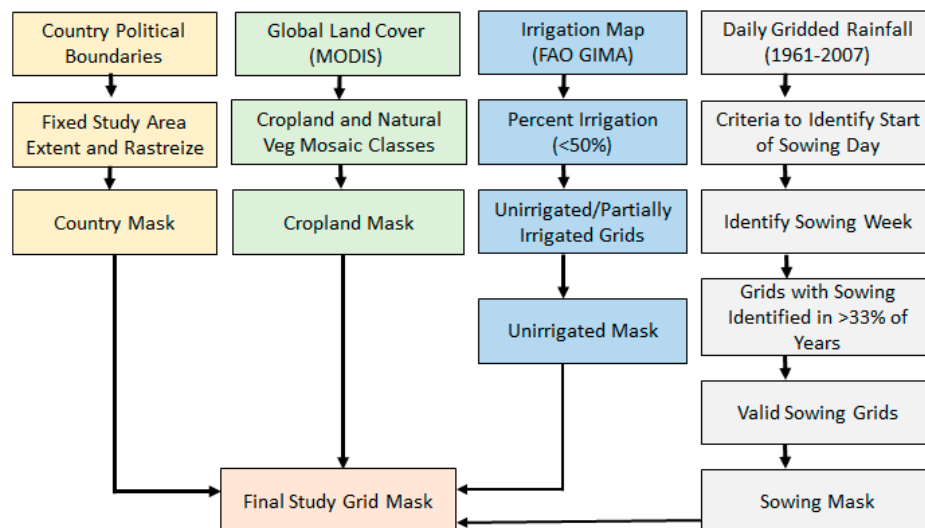 Country Political
Boundaries
Fixed Study Area
Extent and Rastreize
Country Mask
Global Land Cover
(MODIS)
Cropland and Natural
Veg Mosaic Classes
Cropland Mask
Irrigation Map
(FAO GIMA)
Percent Irrigation
(<50%)
Unirrigated/Partially
Irrigated Grids
Unirrigated Mask
Daily Gridded Rainfall
(1961-2007)
Criteria to Identify Start
of Sowing Day
Identify Sowing Week
Grids with Sowing
Identified in >33% of
Years
Valid Sowing Grids
Sowing Mask
Final Study Grid Mask